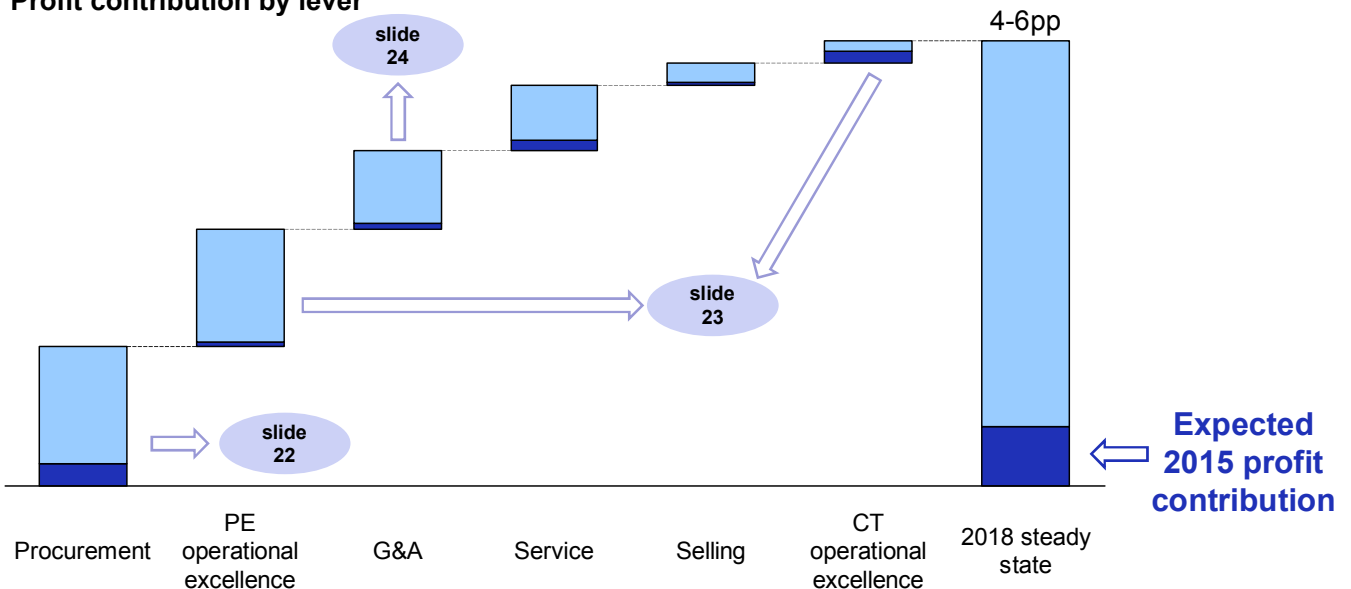 Profit contribution by lever
slide
24
4-6pp
slide
23
slide
22
Expected
2015 profit
contribution
Procurement
PE
operational
excellence
G&A
Service
Selling
CT
operational
excellence
2018 steady
state